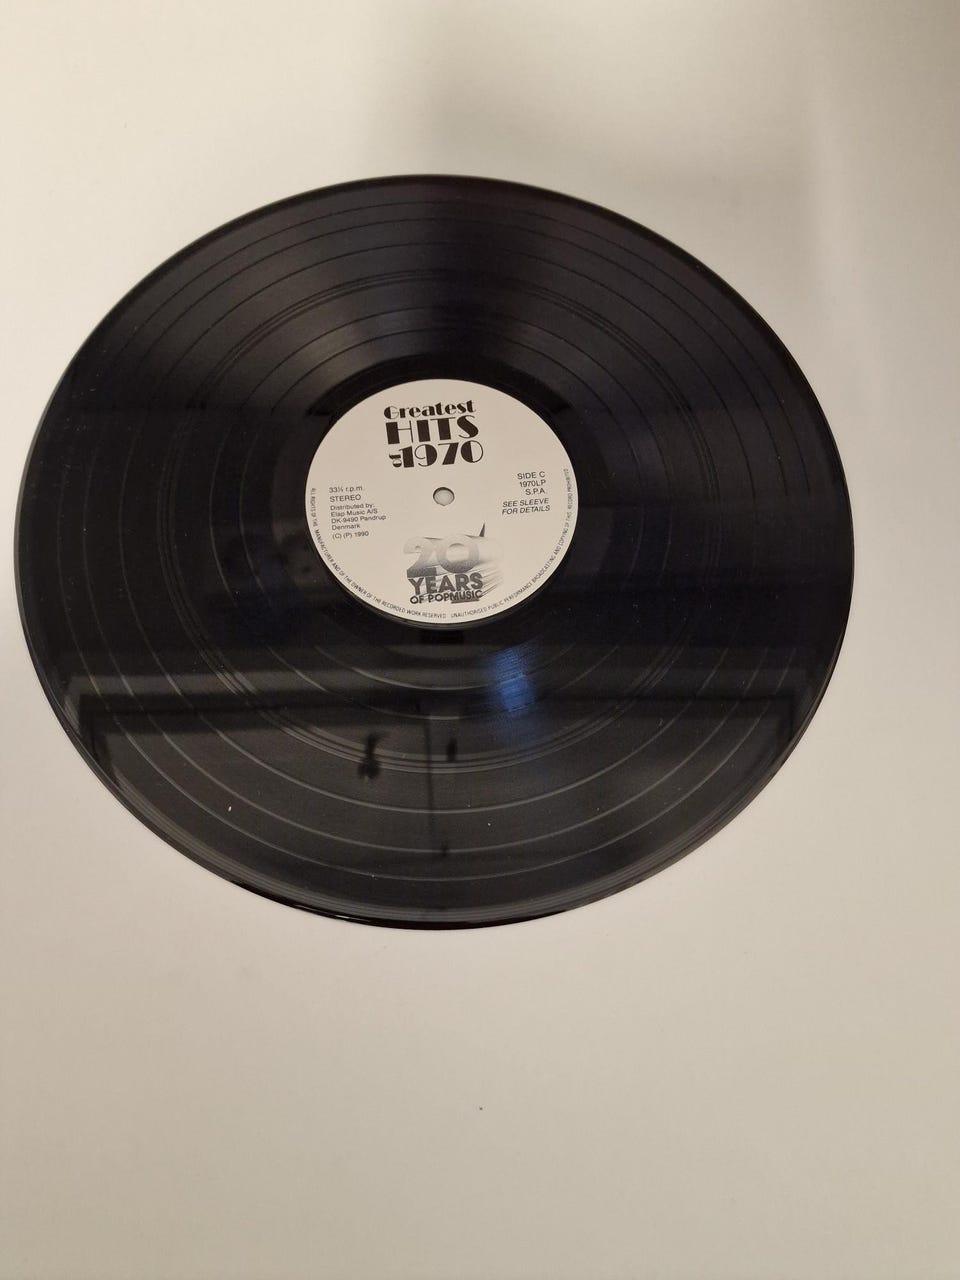 Greatest
HITS
of 1970
33⅓ r.p.m.
STEREO
Distributed by:
Elap Music A/S
DK-9490 Pandrup
Denmark
(C) (P) 1990
SIDE C
1970LP
S.P.A.
SEE SLEEVE
FOR DETAILS
20
YEARS
OF POPMUSIC
ALL RIGHTS OF THE MANUFACTURER AND OF THE OWNER OF THE RECORDED WORK RESERVED UNAUTHORISED PUBLIC PERFORMANCE BROADCASTING AND COPYING OF THIS RECORD PROHIBITED